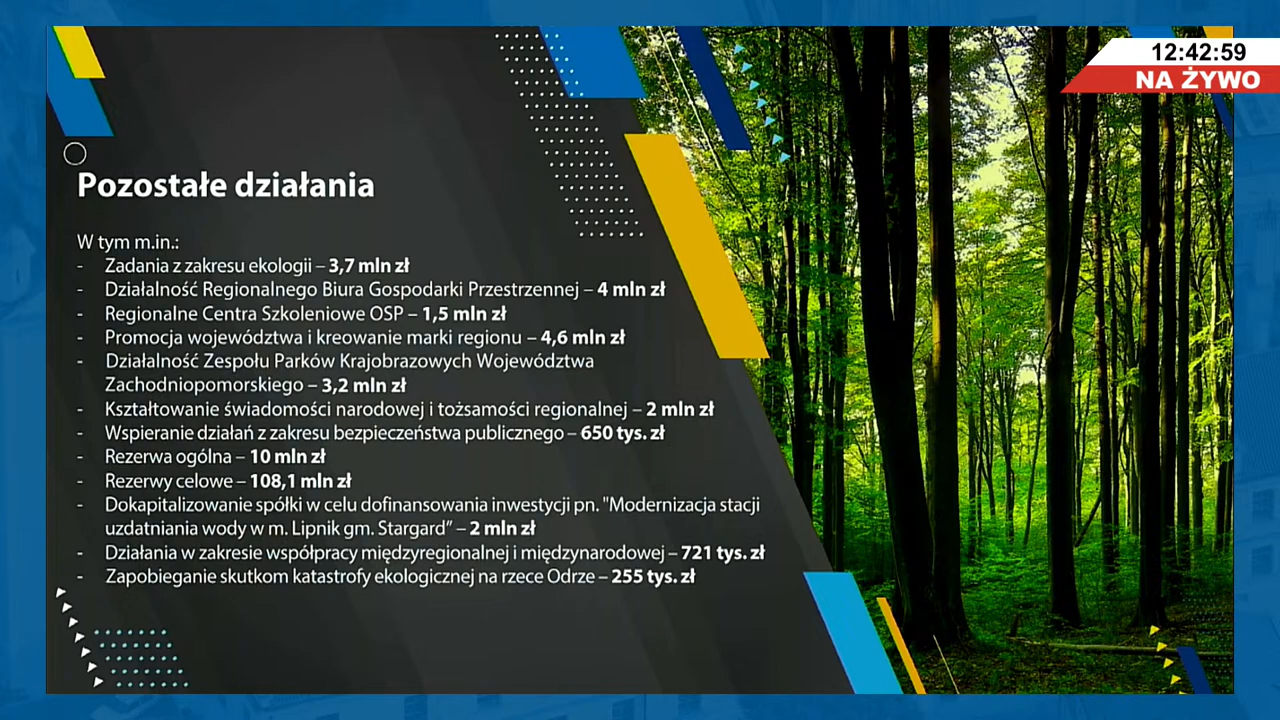 12:42:59
NA ŻYWO
Pozostałe działania
W tym m.in.:
- Zadania z zakresu ekologii – 3,7 mln zł
- Działalność Regionalnego Biura Gospodarki Przestrzennej – 4 mln zł
- Regionalne Centra Szkoleniowe OSP – 1,5 mln zł
- Promocja województwa i kreowanie marki regionu – 4,6 mln zł
- Działalność Zespołu Parków Krajobrazowych Województwa
Zachodniopomorskiego – 3,2 mln zł
- Kształtowanie świadomości narodowej i tożsamości regionalnej – 2 mln zł
- Wspieranie działań z zakresu bezpieczeństwa publicznego – 650 tys. zł
- Rezerwa ogólna – 10 mln zł
- Rezerwy celowe – 108,1 mln zł
- Dokapitalizowanie spółki w celu dofinansowania inwestycji pn. "Modernizacja stacji
uzdatniania wody w m. Lipnik gm. Stargard” – 2 mln zł
- Działania w zakresie współpracy międzyregionalnej i międzynarodowej – 721 tys. zł
- Zapobieganie skutkom katastrofy ekologicznej na rzece Odrze – 255 tys. zł